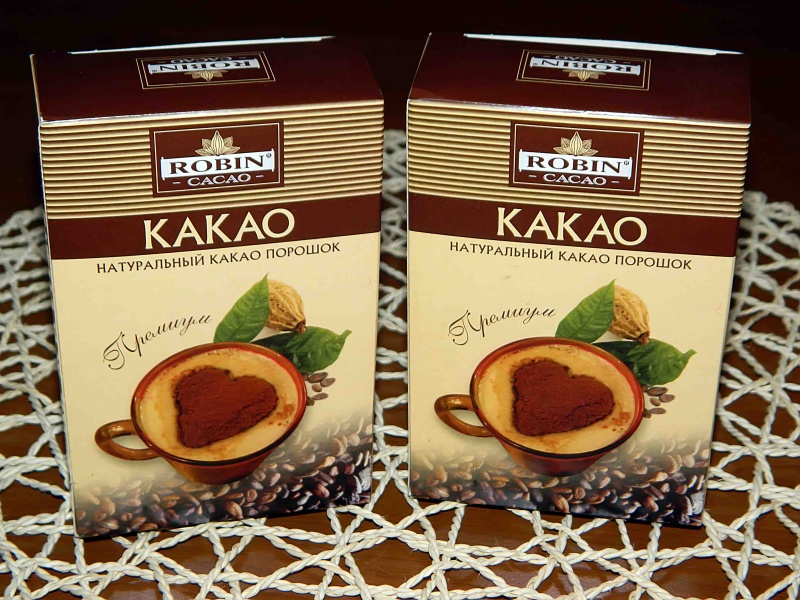 ROBIN
ROBIN®
- CACAO -
КАКАО
НАТУРАЛЬНЫЙ КАКАО ПОРОШОК
Премиум
ROBIN
ROBIN®
- CACAO -
КАКАО
НАТУРАЛЬНЫЙ КАКАО ПОРОШОК
Премиум